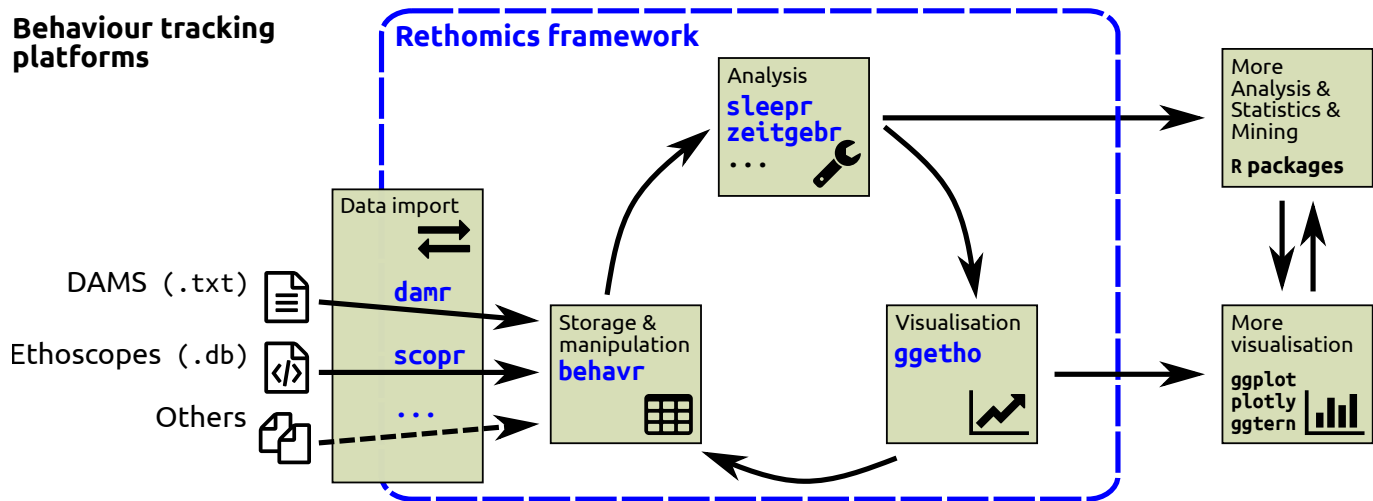 Behaviour tracking
platforms
Rethomics framework
Data import
DAMS (.txt)
damr
Ethoscopes (.db)
scopr
Others
...
Storage &
manipulation
behavr
Analysis
sleepr
zeitgebr
...
Visualisation
ggetho
More
Analysis &
Statistics &
Mining
R packages
More
visualisation
ggplot
plotly
ggtern